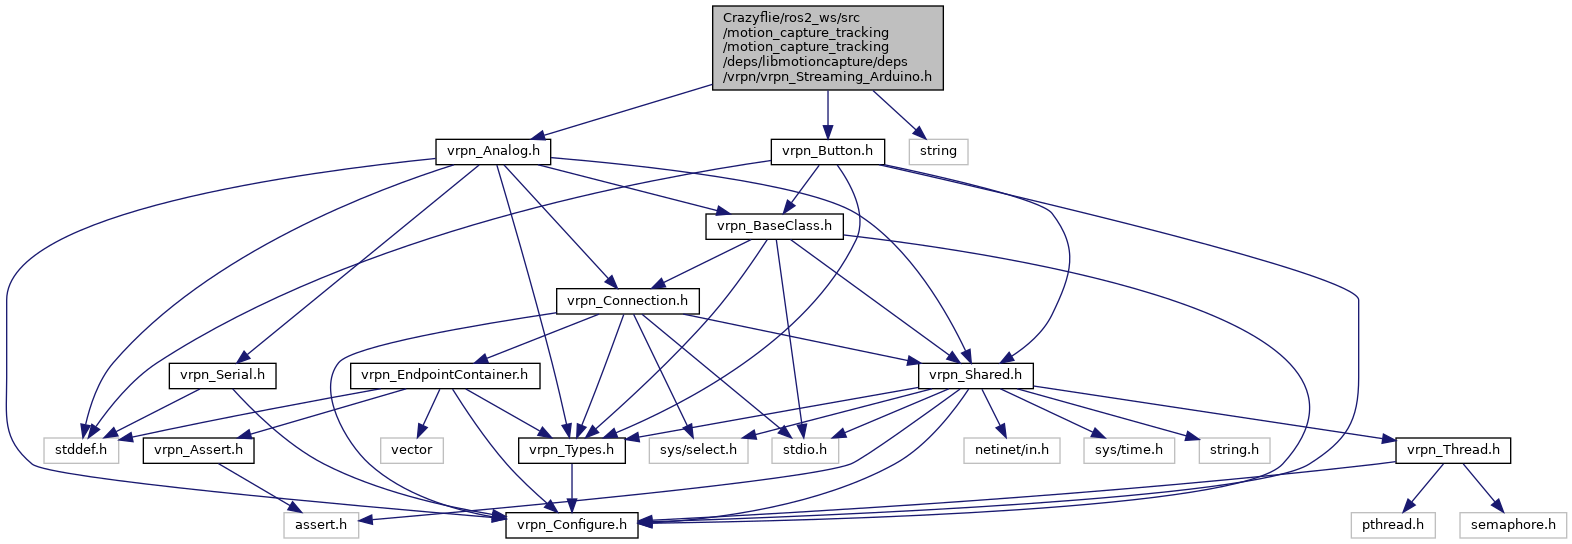 Crazyflie/ros2_ws/src
/motion_capture_tracking
/motion_capture_tracking
/deps/libmotioncapture/deps
/vrpn/vrpn_Streaming_Arduino.h
vrpn_Analog.h
vrpn_Button.h
string
vrpn_BaseClass.h
vrpn_Connection.h
vrpn_Serial.h
vrpn_EndpointContainer.h
vrpn_Shared.h
stddef.h
vrpn_Assert.h
vector
vrpn_Types.h
sys/select.h
stdio.h
netinet/in.h
sys/time.h
string.h
vrpn_Thread.h
assert.h
vrpn_Configure.h
pthread.h
semaphore.h